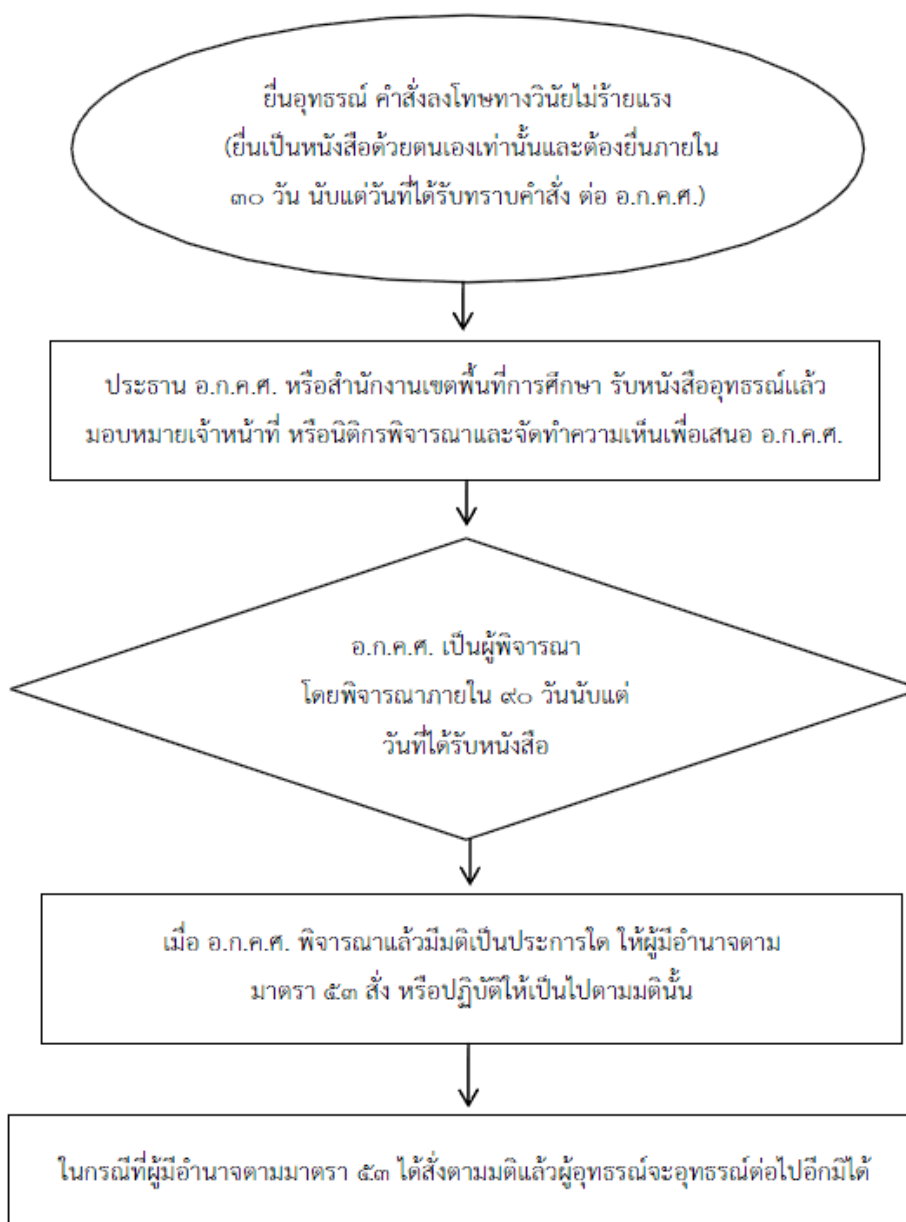 ยื่นอุทธรณ์ คำสั่งลงโทษทางวินัยไม่ร้ายแรง
(ยื่นเป็นหนังสือด้วยตนเองเท่านั้นและต้องยื่นภายใน
๓๐ วัน นับแต่วันที่ได้รับทราบคำสั่ง ต่อ อ.ก.ค.ศ.)
ประธาน อ.ก.ค.ศ. หรือสำนักงานเขตพื้นที่การศึกษา รับหนังสืออุทธรณ์แล้ว
มอบหมายเจ้าหน้าที่ หรือนิติกรพิจารณาและจัดทำความเห็นเพื่อเสนอ อ.ก.ค.ศ.
อ.ก.ค.ศ. เป็นผู้พิจารณา
โดยพิจารณาภายใน ๙๐ วันนับแต่
วันที่ได้รับหนังสือ
เมื่อ อ.ก.ค.ศ. พิจารณาแล้วมีมติเป็นประการใด ให้ผู้มีอำนาจตาม
มาตรา ๕๓ สั่ง หรือปฏิบัติให้เป็นไปตามมตินั้น
ในกรณีที่ผู้มีอำนาจตามมาตรา ๕๓ ได้สั่งตามมติแล้วผู้อุทธรณ์จะอุทธรณ์ต่อไปอีกมิได้